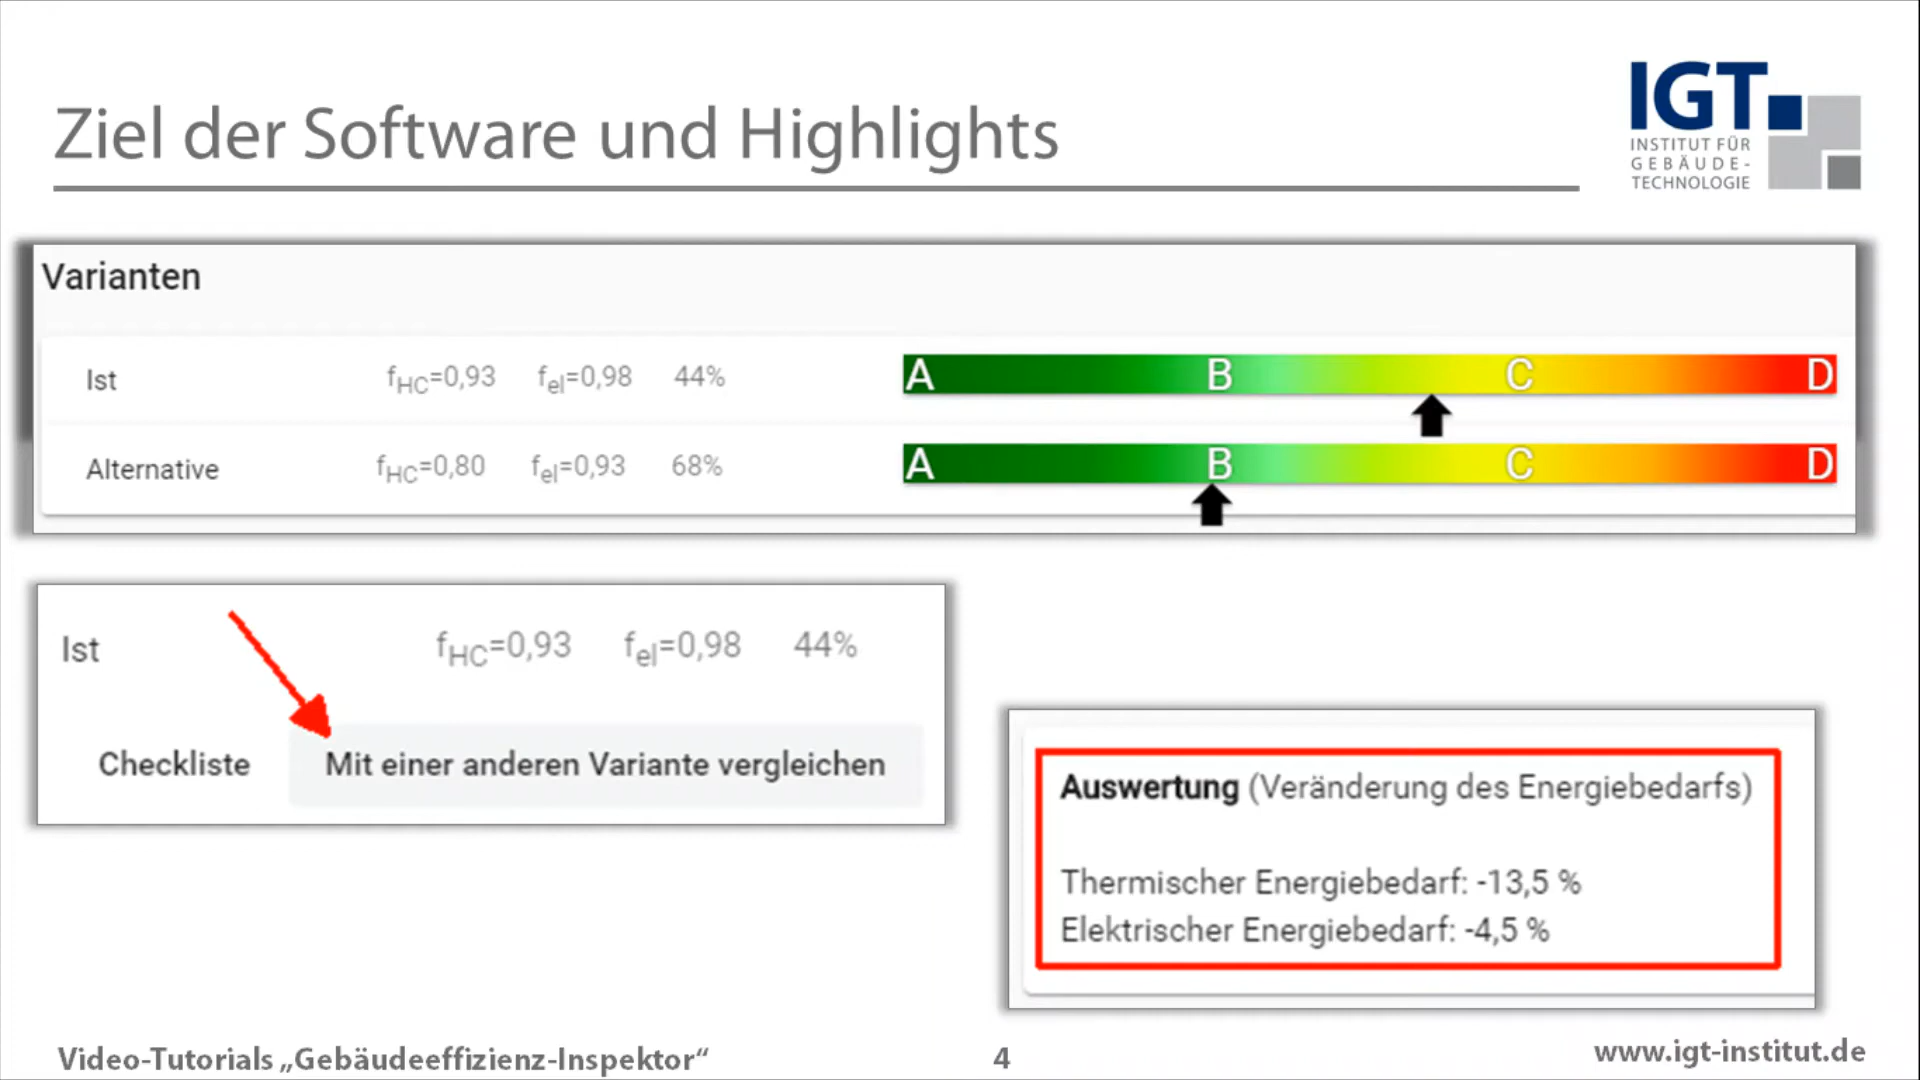 Ziel der Software und Highlights
IGT
INSTITUT FÜR
GEBÄUDE-
TECHNOLOGIE
Varianten
Ist fHC=0,93 fel=0,98 44% A B C D
Alternative fHC=0,80 fel=0,93 68% A B C D
Ist fHC=0,93 fel=0,98 44%
Checkliste Mit einer anderen Variante vergleichen
Auswertung (Veränderung des Energiebedarfs)
Thermischer Energiebedarf: -13,5 %
Elektrischer Energiebedarf: -4,5 %
Video-Tutorials „Gebäudeeffizienz-Inspektor“ 4 www.igt-institut.de